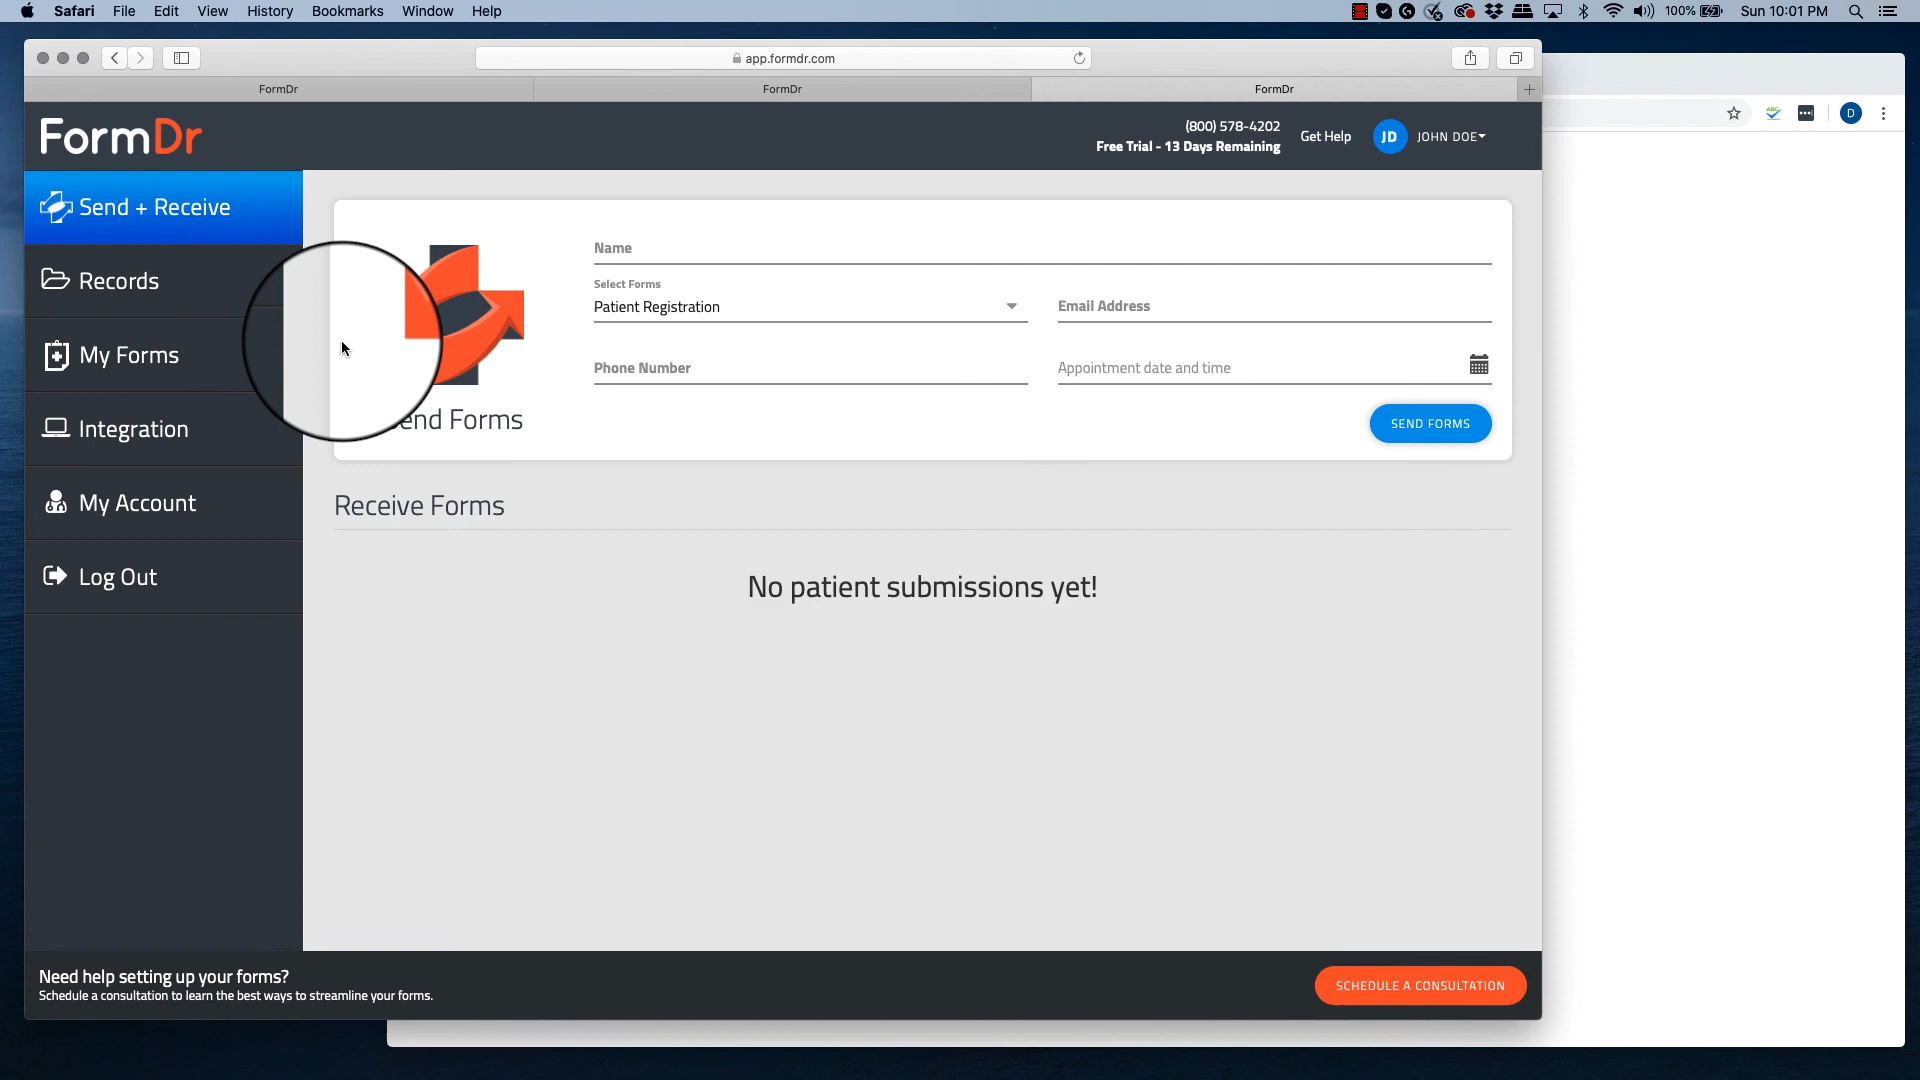 Safari File Edit View History Bookmarks Window Help 100% Sun 10:01 PM
app.formdr.com
FormDr FormDr FormDr
D
FormDr
(800) 578-4202
Free Trial - 13 Days Remaining
Get Help
JD JOHN DOE
Send + Receive
Records
My Forms
Integration
My Account
Log Out
Name
Select Forms
Patient Registration
Email Address
Phone Number
Appointment date and time
end Forms
SEND FORMS
Receive Forms
No patient submissions yet!
Need help setting up your forms?
Schedule a consultation to learn the best ways to streamline your forms.
SCHEDULE A CONSULTATION